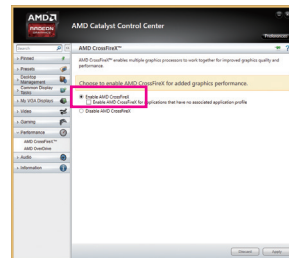 AMD
RADEON
AMD Catalyst Control Center
Preferences
Search
AMD CrossFireX™
Pinned
Presets
Desktop
Management
Common Display
Tasks
My VGA Displays
Video
Gaming
Performance
AMD CrossFireX™
AMD OverDrive
Audio
Information
AMD CrossFireX™ enables multiple graphics processors to work together for improved graphics quality and
performance.
Choose to enable AMD CrossFireX for added graphics performance.
Enable AMD CrossFireX
Enable AMD CrossFireX for applications that have no associated application profile
Disable AMD CrossFireX
Discard
Apply